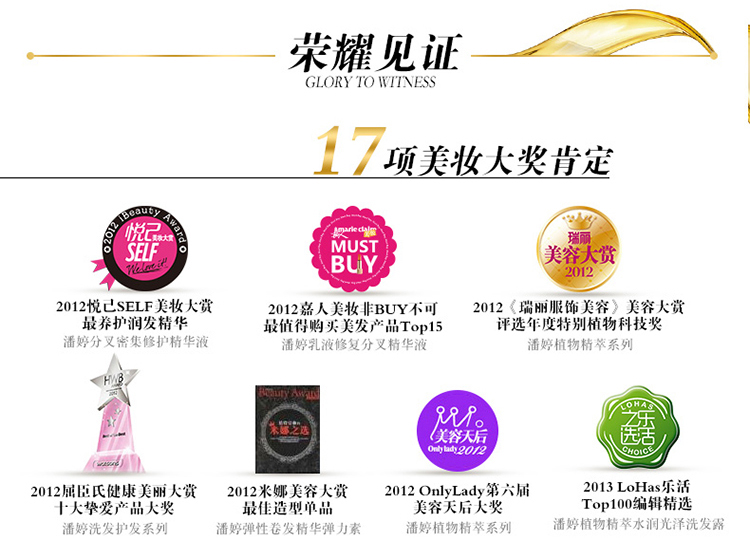 荣耀见证
GLORY TO WITNESS
17项美妆大奖肯定
2012 iBeauty Award
悦己美妆大赏
SELF
We love it!
marie claire
MUST
BUY
瑞丽
美容大赏
2012
2012悦己SELF美妆大赏
最养护润发精华
潘婷分叉密集修护精华液
2012嘉人美妆非BUY不可
最值得购买美发产品Top15
潘婷乳液修复分叉精华液
2012《瑞丽服饰美容》美容大赏
评选年度特别植物科技奖
潘婷植物精萃系列
HWB
2012
Beauty Award
米娜之选
美容天后
Only lady 2012
LOHAS
乐活之选
CHOICE
2012屈臣氏健康美丽大赏
十大挚爱产品大奖
潘婷洗发护发系列
2012米娜美容大赏
最佳造型单品
潘婷弹性卷发精华弹力素
2012 OnlyLady第六届
美容天后大奖
潘婷植物精萃系列
2013 LoHas乐活
Top100编辑精选
潘婷植物精萃水润光泽洗发露